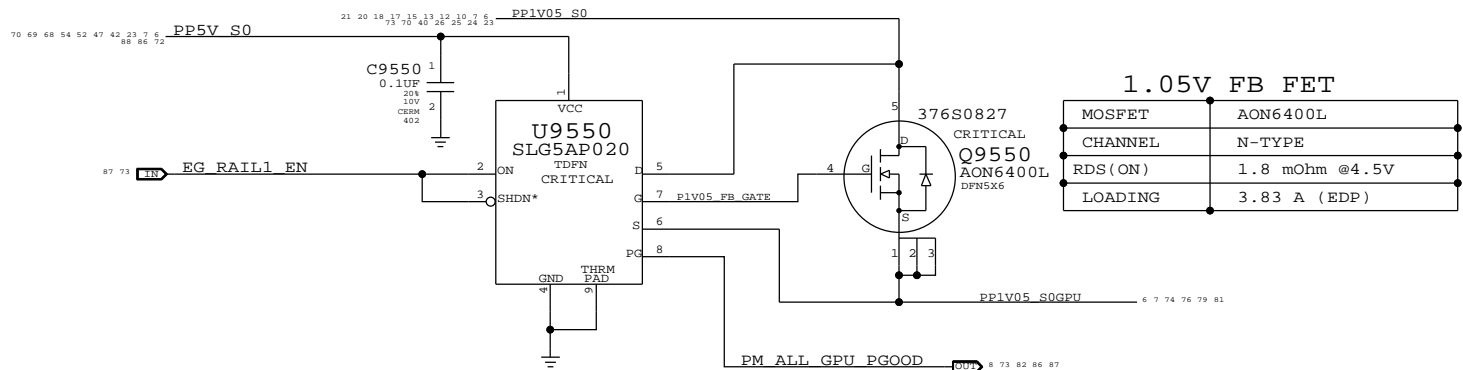 21 20 18 17 15 13 12 10 7 6
73 70 40 26 25 24 23
PP1V05_S0
70 69 68 54 52 47 42 23 7 6
88 86 72
PP5V_S0
C9550
1
0.1UF
20%
10V
CERM
402
2
1
VCC
U9550
SLG5AP020
TDFN
CRITICAL
87 73
IN
EG_RAIL1_EN
2
ON
3
SHDN*
D
5
G
7
P1V05_FB_GATE
S
6
PG
8
GND
4
THRM
PAD
9
5
376S0827
CRITICAL
Q9550
AON6400L
DFN5X6
D
4
G
S
1
2
3
PP1V05_S0GPU
6 7 74 76 79 81
PM_ALL_GPU_PGOOD
OUT
8 73 82 86 87
1.05V FB FET
MOSFET AON6400L
CHANNEL N-TYPE
RDS(ON) 1.8 mOhm @4.5V
LOADING 3.83 A (EDP)